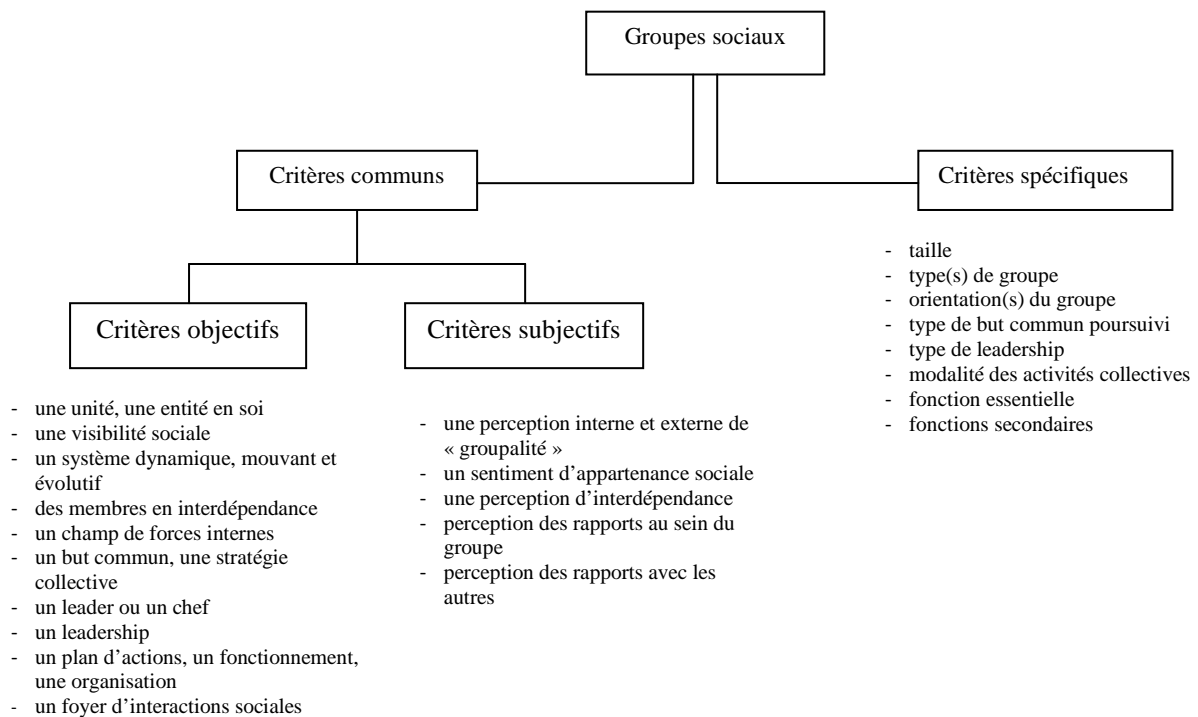 Groupes sociaux
Critères communs
Critères spécifiques
- taille
- type(s) de groupe
- orientation(s) du groupe
- type de but commun poursuivi
- type de leadership
- modalité des activités collectives
- fonction essentielle
- fonctions secondaires
Critères objectifs
Critères subjectifs
- une unité, une entité en soi
- une visibilité sociale
- un système dynamique, mouvant et
évolutif
- des membres en interdépendance
- un champ de forces internes
- un but commun, une stratégie
collective
- un leader ou un chef
- un leadership
- un plan d'actions, un fonctionnement,
une organisation
- un foyer d'interactions sociales
- une perception interne et externe de
« groupalité »
- un sentiment d'appartenance sociale
- une perception d'interdépendance
- perception des rapports au sein du
groupe
- perception des rapports avec les
autres